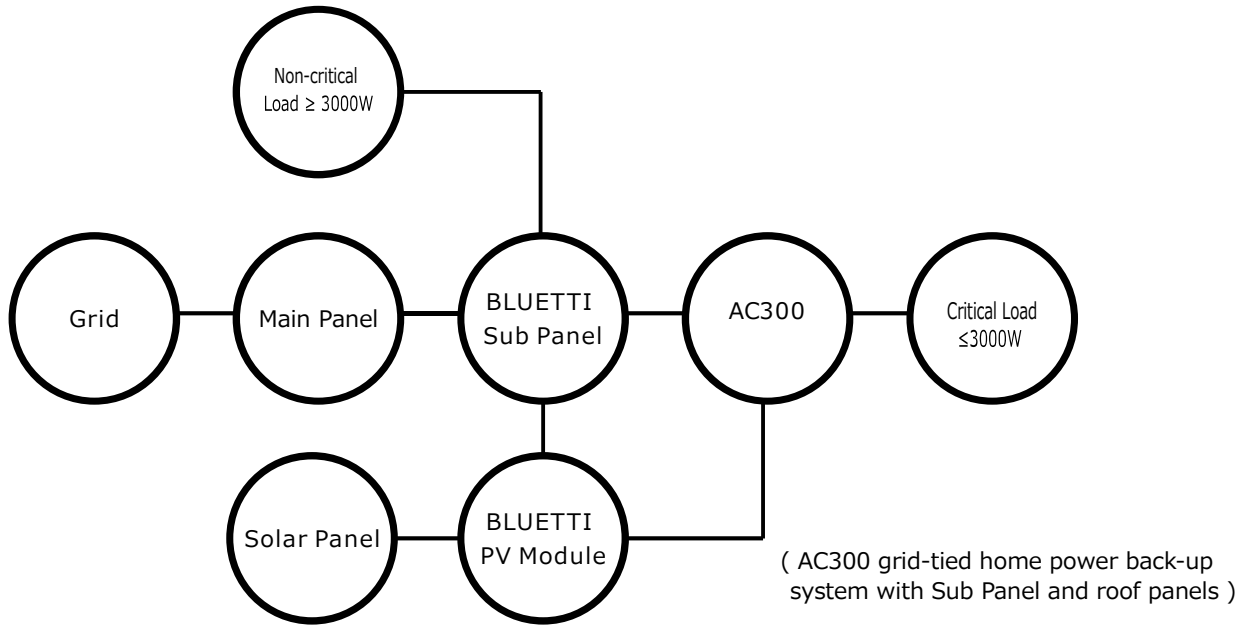 Non-critical
Load ≥ 3000W
Grid
Main Panel
BLUETTI
Sub Panel
AC300
Critical Load
≤3000W
Solar Panel
BLUETTI
PV Module
( AC300 grid-tied home power back-up
system with Sub Panel and roof panels )